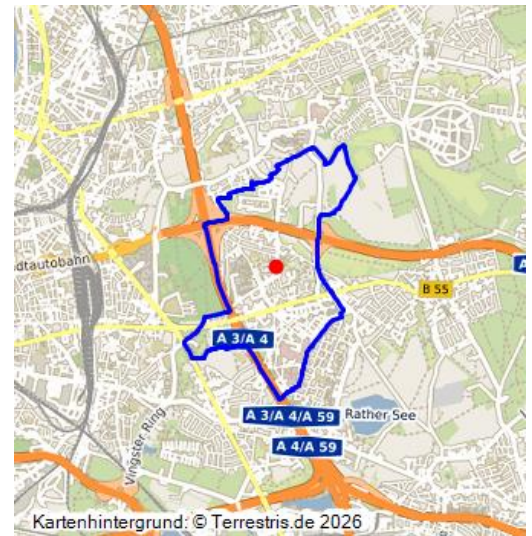 dtautobahn
A
B 55
A 3/A 4
A 3/A 4/A 59
Rather See
A 4/A 59
Vingster Ring
Kartenhintergrund: © Terrestris.de 2026